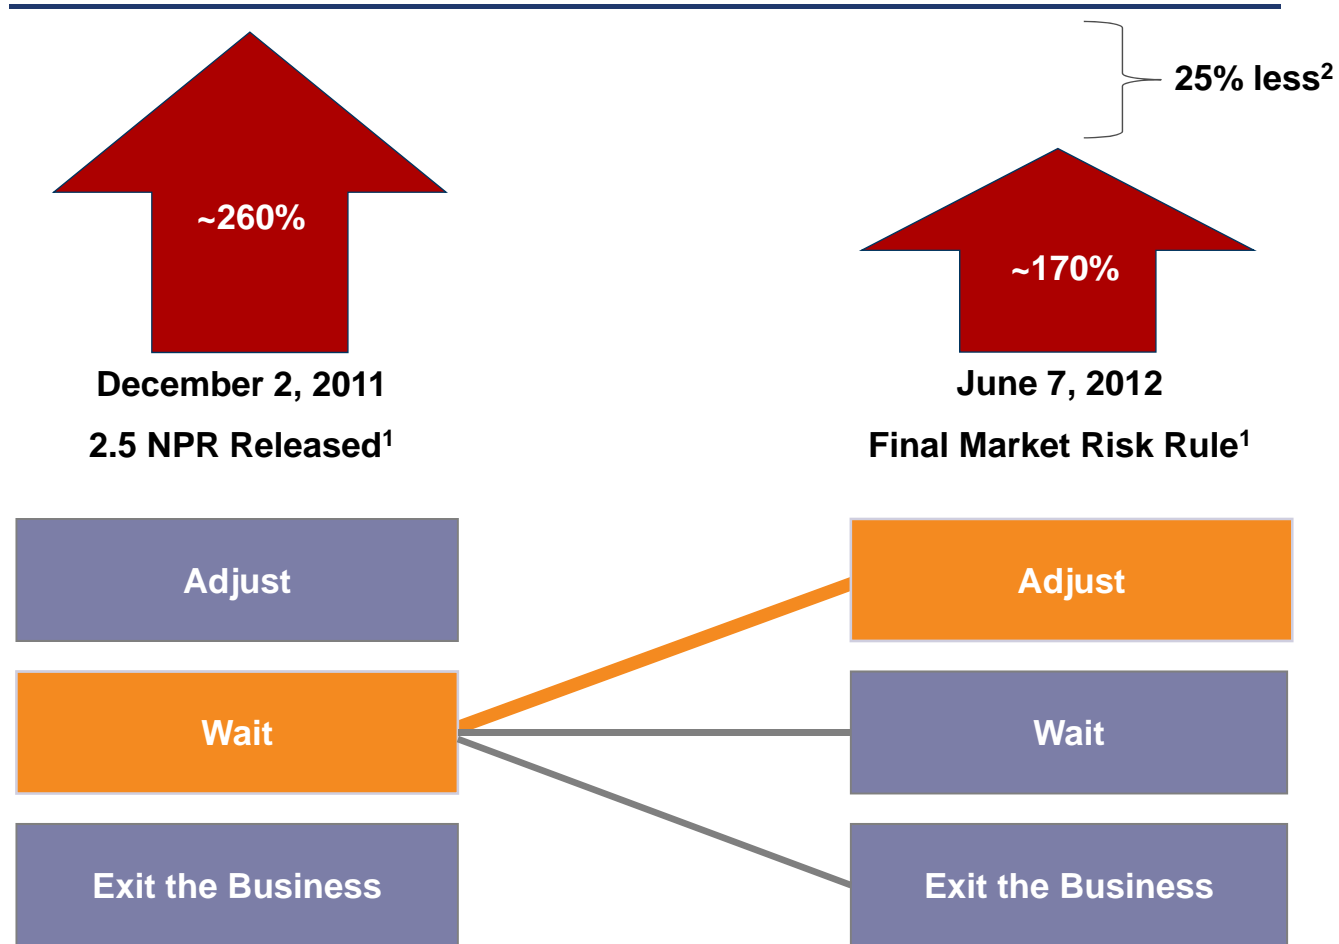 25% less²
~260%
~170%
December 2, 2011
2.5 NPR Released¹
June 7, 2012
Final Market Risk Rule¹
Adjust
Adjust
Wait
Wait
Exit the Business
Exit the Business